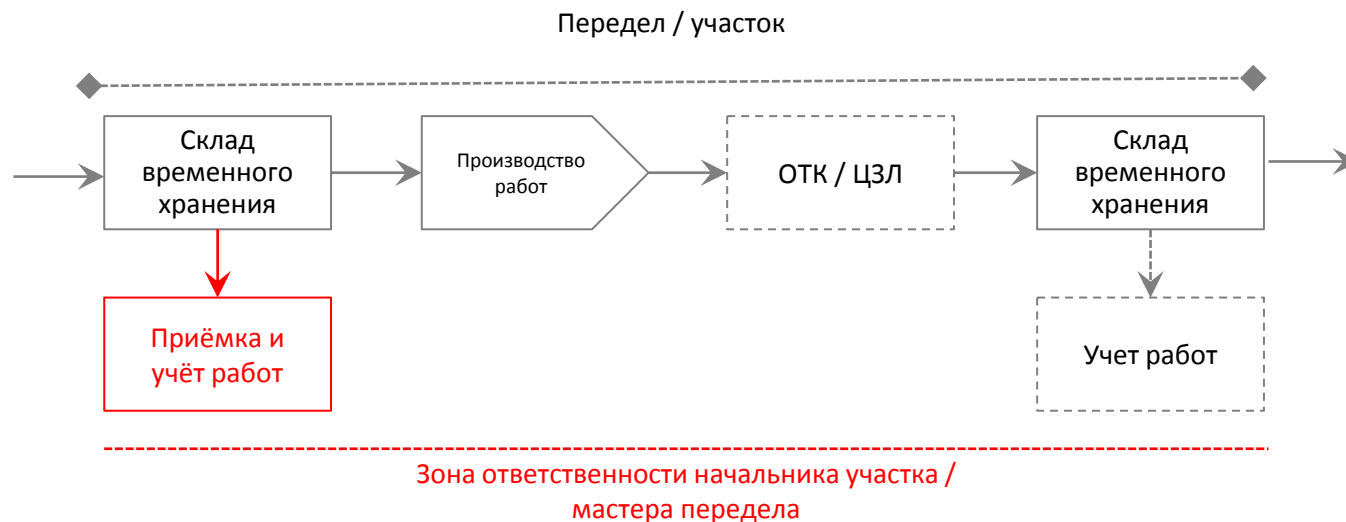 Передел / участок
Склад
временного
хранения
Производство
работ
ОТК / ЦЗЛ
Склад
временного
хранения
Приёмка и
учёт работ
Учет работ
Зона ответственности начальника участка /
мастера передела